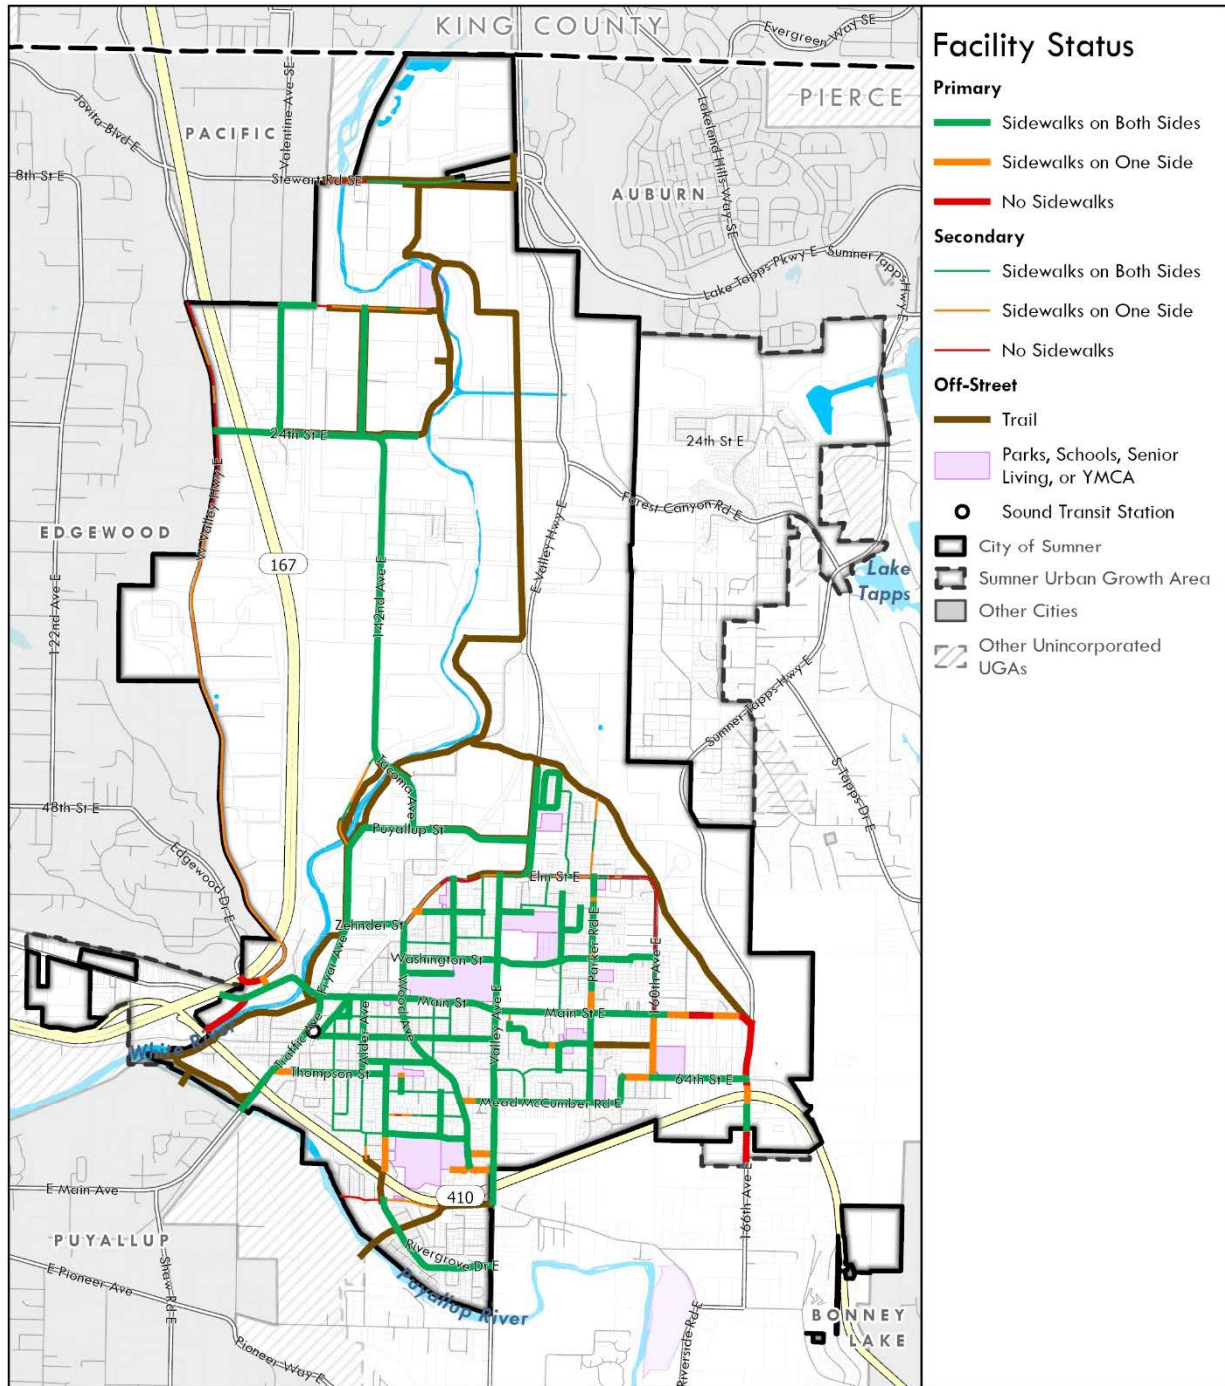 KING COUNTY
Evergreen Way SE
PIERCE
Jovita Blvd E
Valentine Ave SE
PACIFIC
Lakeland Hills Way SE
8th St E
Stewart Rd SE
AUBURN
Lake Tapps Pkwy E
Sumner Tapps Hwy E
24th St E
24th St E
W Valley Hwy E
Forest Canyon Rd E
EDGEWOOD
167
E Valley Hwy E
Lake
Tapps
122nd Ave E
142nd Ave E
Sumner Tapps Hwy E
S Tapps Dr E
Tacoma Ave
48th St E
Puyallup St
Edgewood Dr E
Elm St E
Zehnder St
Parker Rd E
Fryar Ave
Washington St
160th Ave E
Wood Ave
Main St
Main St E
Valley Ave E
Alder Ave
Traffic Ave
White River
Thompson St
64th St E
Mead McCumber Rd E
E Main Ave
410
166th Ave E
PUYALLUP
Rivergrove Dr E
E Pioneer Ave
Shaw Rd E
Puyallup River
Riverside Rd E
BONNEY
LAKE
Pioneer Way E
Facility Status
Primary
Sidewalks on Both Sides
Sidewalks on One Side
No Sidewalks
Secondary
Sidewalks on Both Sides
Sidewalks on One Side
No Sidewalks
Off-Street
Trail
Parks, Schools, Senior
Living, or YMCA
Sound Transit Station
City of Sumner
Sumner Urban Growth Area
Other Cities
Other Unincorporated
UGAs